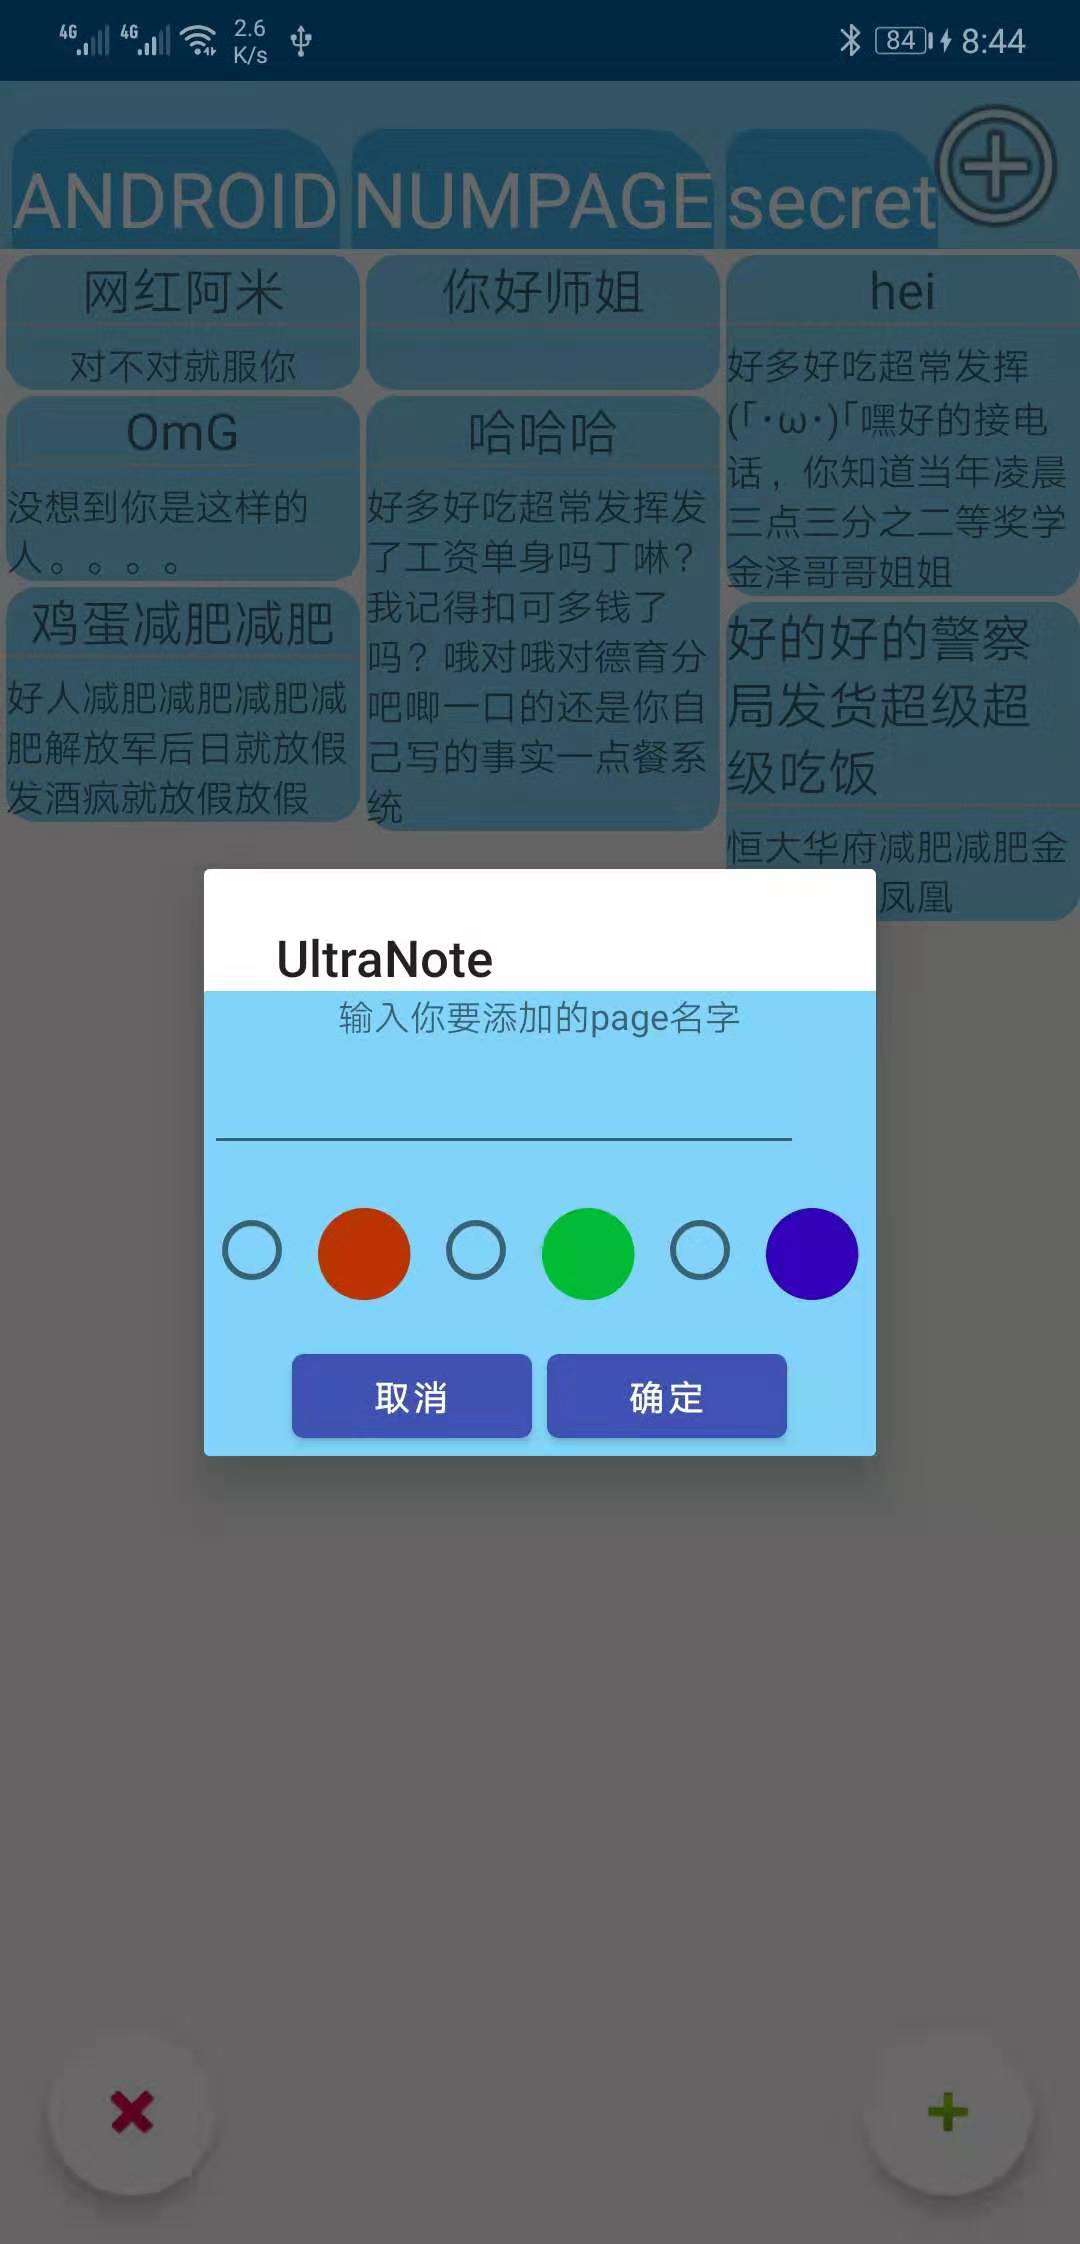 4G 4G 2.6 K/s 84 8:44
ANDROID NUMPAGE secret
网红阿米
对不对就服你
OmG
没想到你是这样的
人。。。。
鸡蛋减肥减肥
好人减肥减肥减肥减
肥解放军后日就放假
发酒疯就放假放假
你好师姐
哈哈哈
好多好吃超常发挥发
了工资单身吗丁啉?
我记得扣可多钱了
吗?哦对哦对德育分
吧唧一口的还是你自
己写的事实一点餐系
统
hei
好多好吃超常发挥
(「･ω･)「嘿好的接电
话，你知道当年凌晨
三点三分之二等奖学
金泽哥哥姐姐
好的好的警察
局发货超级超
级吃饭
恒大华府减肥减肥金
凤凰
UltraNote
输入你要添加的page名字
取消 确定